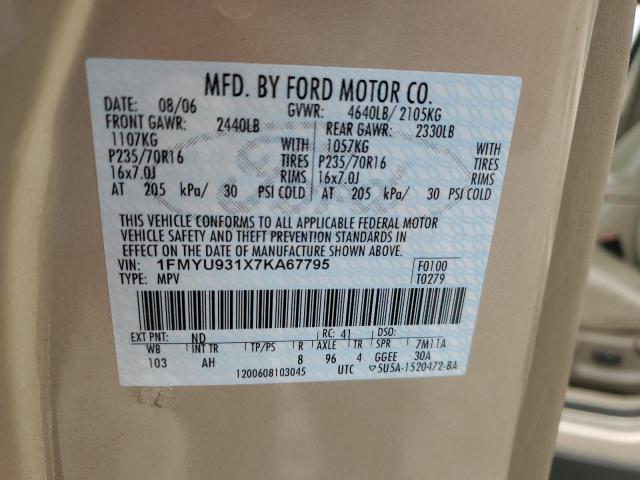 MFD. BY FORD MOTOR CO.
DATE: 08/06 GVWR: 4640LB/ 2105KG
FRONT GAWR: 2440LB REAR GAWR: 2330LB
1107KG 1057KG
P235/70R16 TIRES P235/70R16 TIRES
16x7.0J RIMS 16x7.0J RIMS
AT 205 kPa/ 30 PSI COLD AT 205 kPa/ 30 PSI COLD
THIS VEHICLE CONFORMS TO ALL APPLICABLE FEDERAL MOTOR
VEHICLE SAFETY AND THEFT PREVENTION STANDARDS IN
EFFECT ON THE DATE OF MANUFACTURE SHOWN ABOVE.
VIN: 1FMYU931X7KA67795 F0100
TYPE: MPV T0279
EXT PNT: ND RC: 41 DSO:
WB INT TR TP/PS R AXLE TR SPR 7M11A
103 AH 8 96 4 GGEE 30A
1200608103045 UTC ▽5U5A-1520472-BA